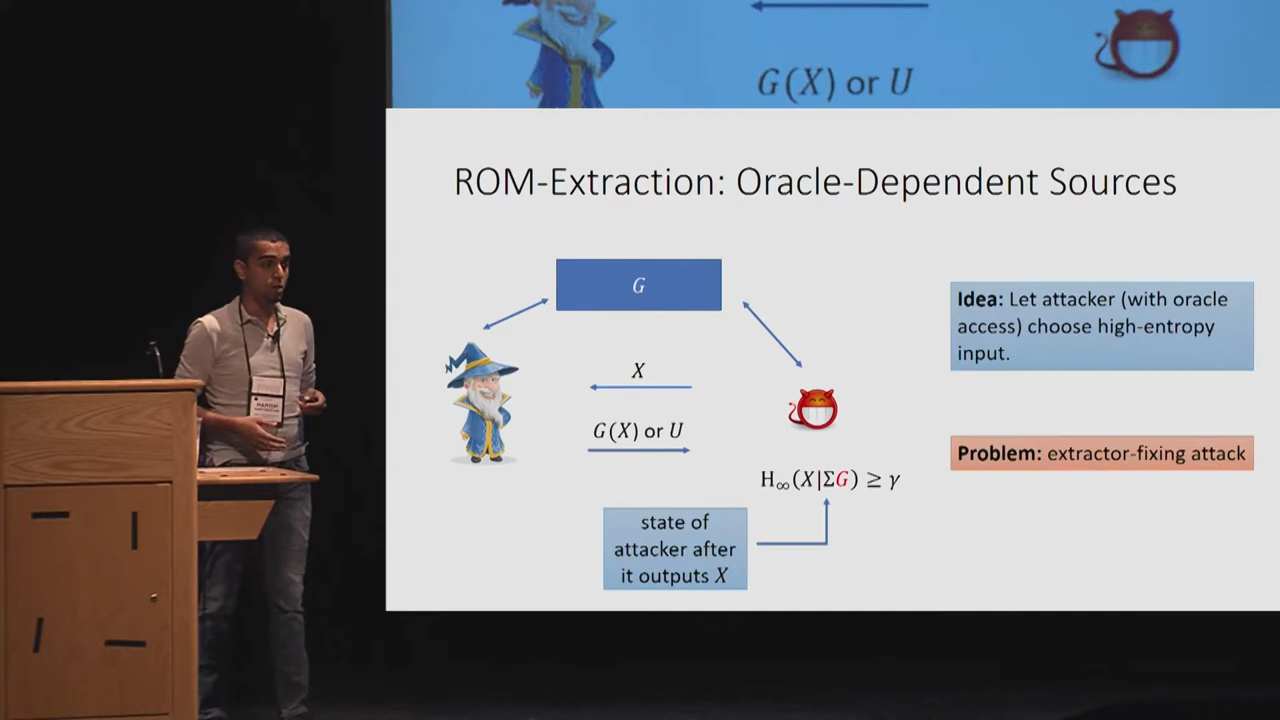 G(X) or U
ROM-Extraction: Oracle-Dependent Sources
G
X
G(X) or U
H∞(X|ΣG) ≥ γ
state of
attacker after
it outputs X
Idea: Let attacker (with oracle
access) choose high-entropy
input.
Problem: extractor-fixing attack